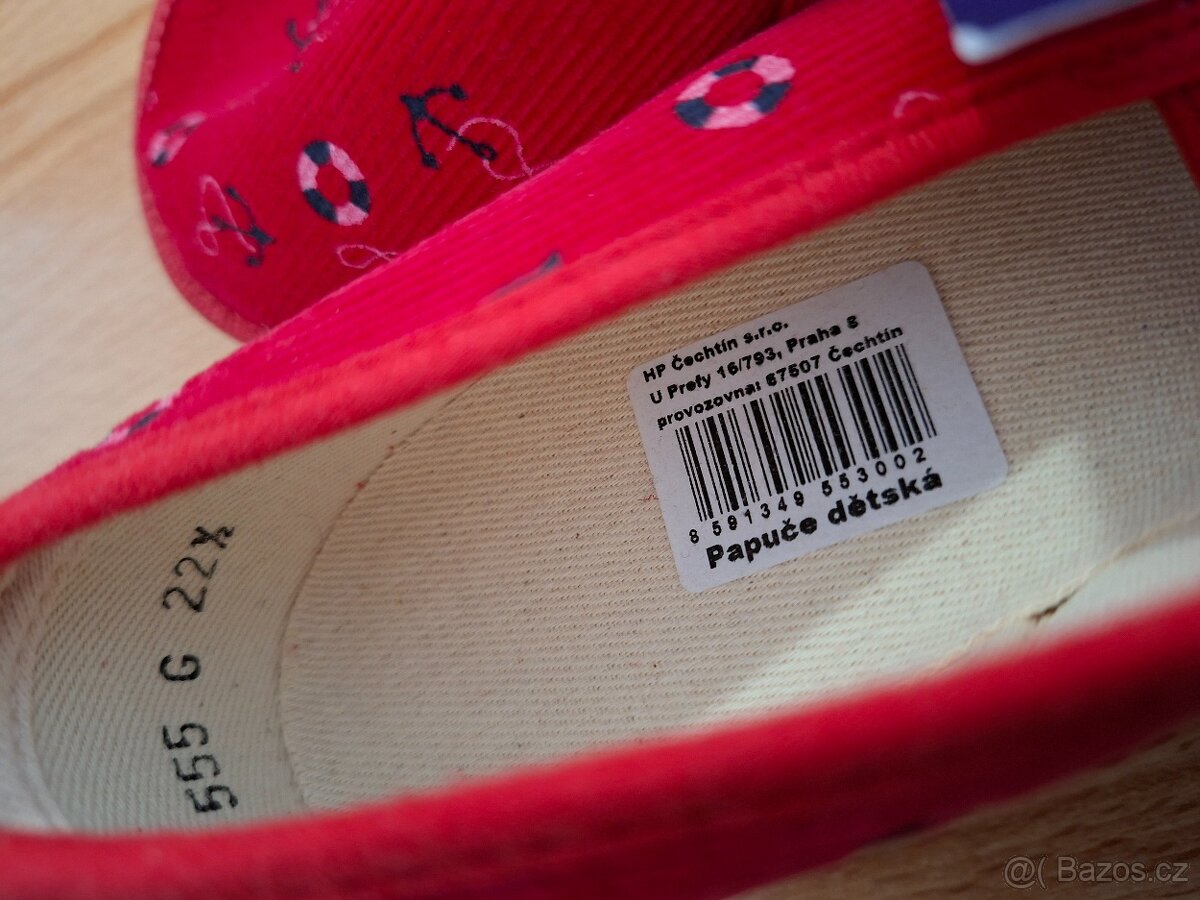 HP Čechtín s.r.o.
U Prefy 16/793, Praha 8
provozovna: 67507 Čechtín
8 591349 553002
Papuče dětská
555 G 22½
@( Bazos.cz